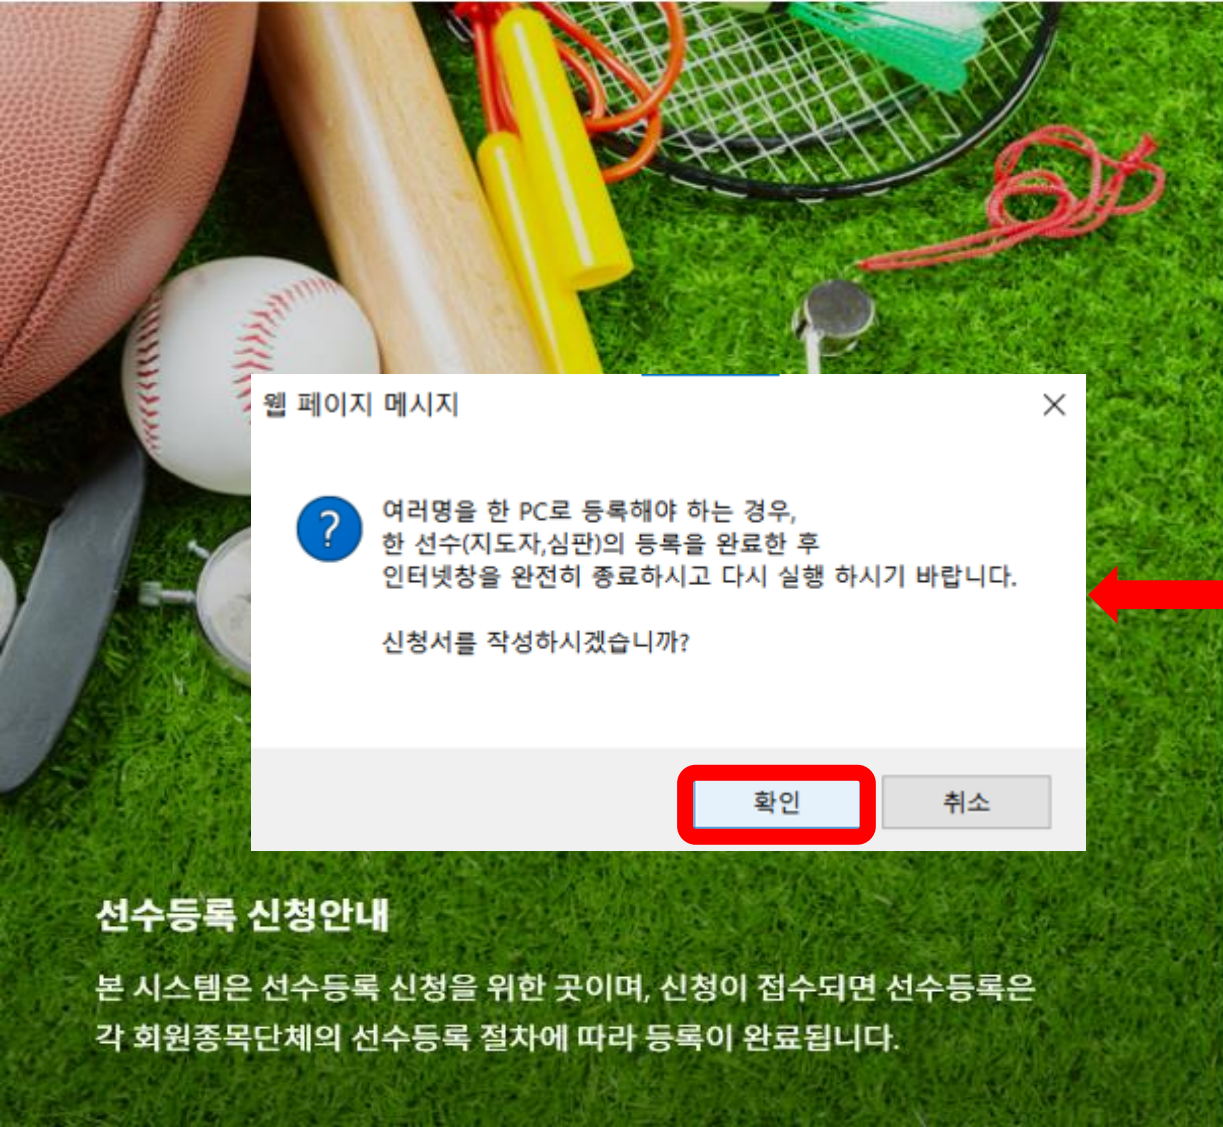 웹 페이지 메시지
여러명을 한 PC로 등록해야 하는 경우,
한 선수(지도자,심판)의 등록을 완료한 후
인터넷창을 완전히 종료하시고 다시 실행 하시기 바랍니다.
신청서를 작성하시겠습니까?
확인
취소
선수등록 신청안내
본 시스템은 선수등록 신청을 위한 곳이며, 신청이 접수되면 선수등록은
각 회원종목단체의 선수등록 절차에 따라 등록이 완료됩니다.